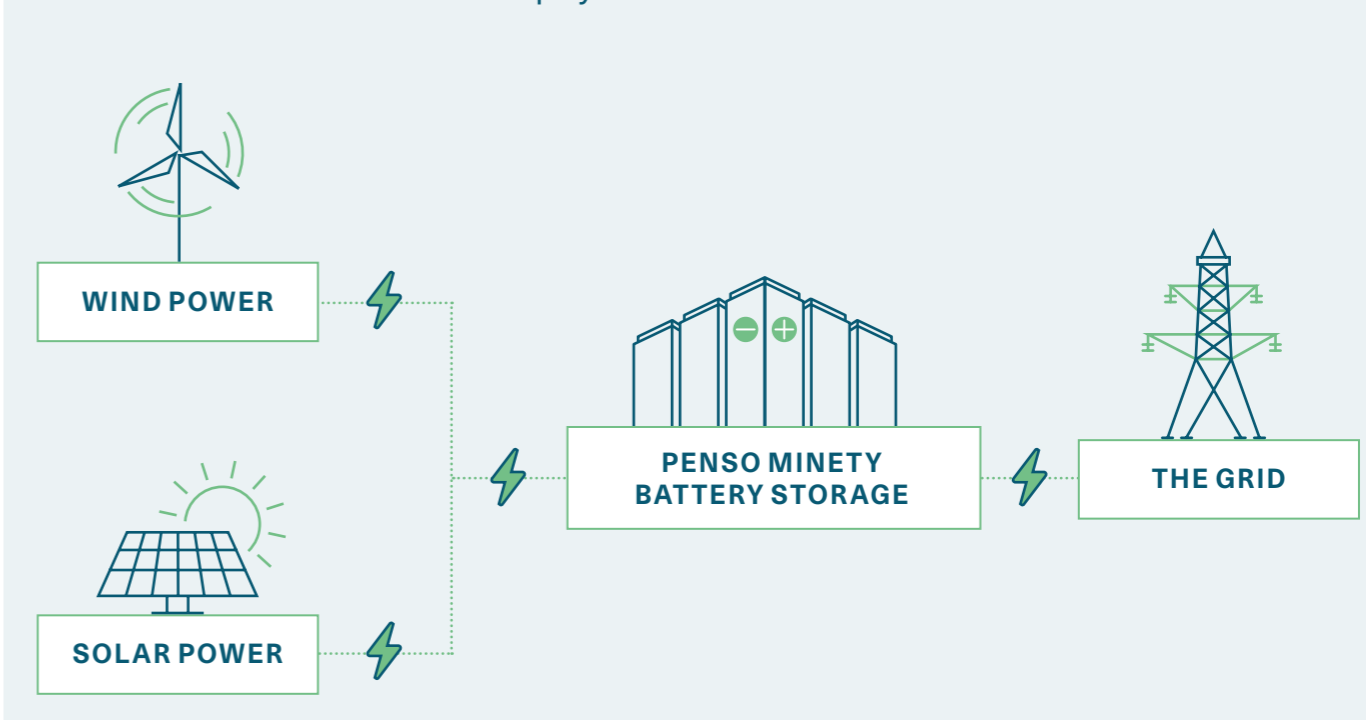 WIND POWER
PENSO MINETY
BATTERY STORAGE
THE GRID
SOLAR POWER